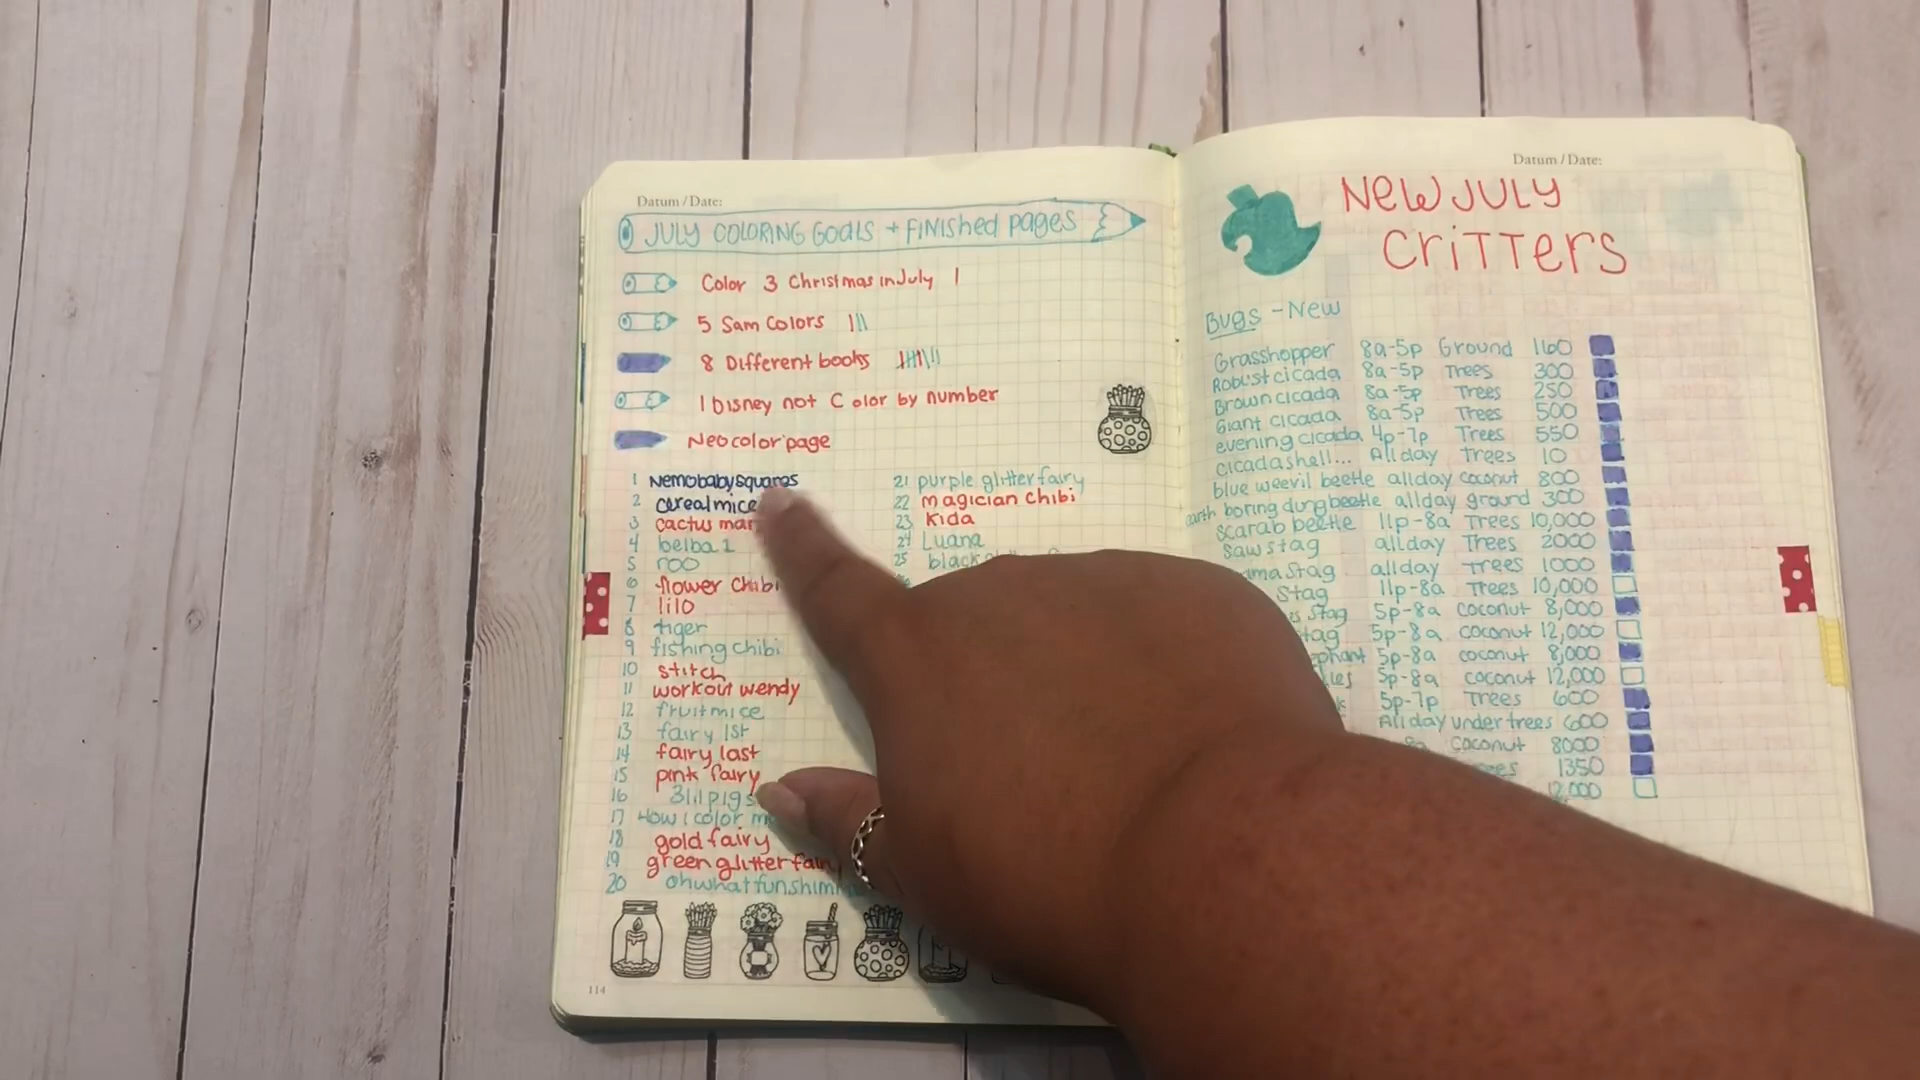 Datum / Date:
JULY COLORING GOALS + FINIShed pages
Color 3 Christmas in July
5 Sam Colors
8 Different books
1 Disney not Color by number
Neocolor page
1 Nemobabysquares
2 cereal mice
3 cactus
4 belba 1
5 roo
6 flower chibi
7 lilo
8 tiger
9 fishing chibi
10 stitch
11 workout wendy
12 fruitmice
13 fairy 1st
14 fairy last
15 pink fairy
16 3lilpigs
17 How I color
18 gold fairy
19 green glitter
20 ohwhatfun
21 purple glitter fairy
22 magician chibi
23 kida
24 Luana
25 black
114
Datum / Date:
New JULY
CRITTers
Bugs - New
Grasshopper 8a-5p Ground 160
Robust cicada 8a-5p Trees 300
Brown cicada 8a-5p Trees 250
Giant cicada 8a-5p Trees 500
evening cicada 4p-7p Trees 550
cicadashell... All day Trees 10
blue weevil beetle allday coconut 800
earth boring dung beetle allday ground 300
scarab beetle 11p-8a Trees 10,000
Saw stag allday Trees 2000
Stag allday Trees 1000
Stag 11p-8a Trees 10,000
Stag 5p-8a coconut 8,000
5p-8a coconut 12,000
5p-8a coconut 8,000
5p-8a coconut 12,000
5p-7p Trees 600
All day under trees 600
coconut 8000
1350
12,000